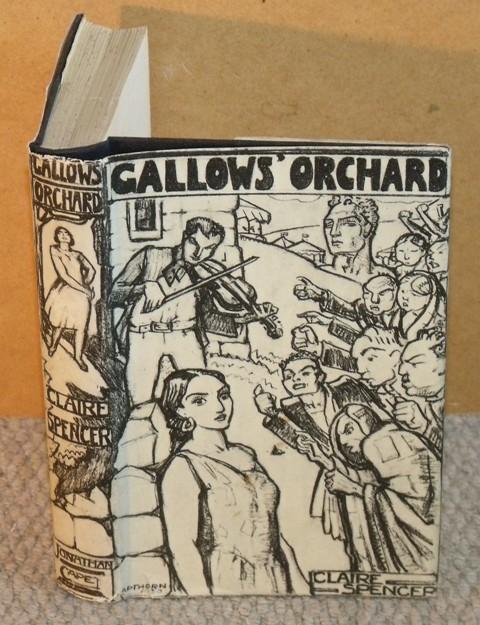 GALLOWS
ORCHARD
CLAIRE
SPENCER
JONATHAN
CAPE
GALLOWS' ORCHARD
CLAIRE
SPENCER